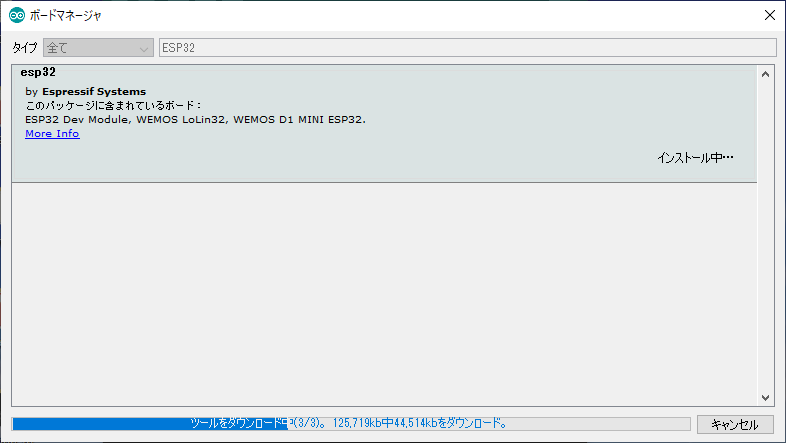 ボードマネージャ
タイプ 全て ESP32
esp32
by Espressif Systems
このパッケージに含まれているボード：
ESP32 Dev Module, WEMOS LoLin32, WEMOS D1 MINI ESP32.
More Info
インストール中…
ツールをダウンロード中(3/3)。 125,719kb中44,514kbをダウンロード。
キャンセル